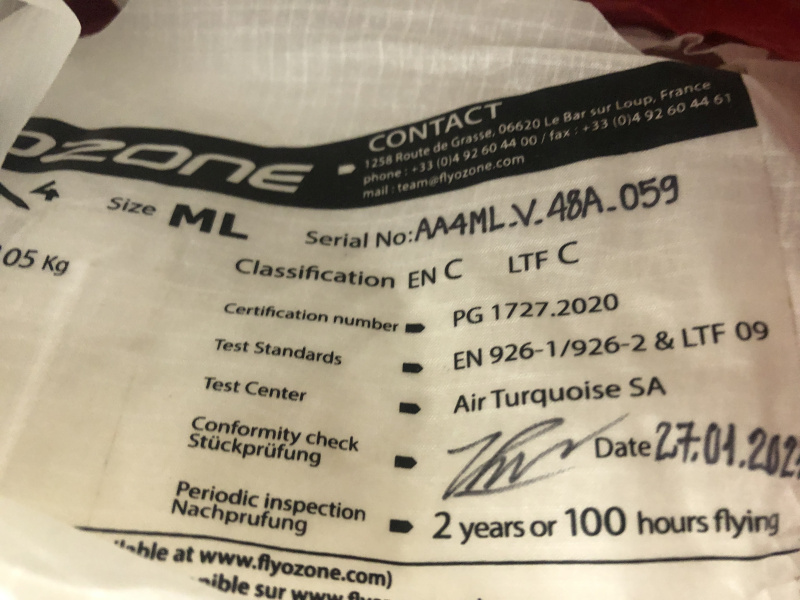 OZONE
CONTACT
1258 Route de Grasse, 06620 Le Bar sur Loup, France
phone : +33 (0)4 92 60 44 00 / fax : +33 (0)4 92 60 44 61
mail : team@flyozone.com
4
Size ML
Serial No: AA4ML_V_48A_059
05 Kg
Classification EN C LTF C
Certification number PG 1727.2020
Test Standards EN 926-1/926-2 & LTF 09
Test Center Air Turquoise SA
Conformity check
Stückprüfung
Date 27.01.202
Periodic inspection
Nachprufung
2 years or 100 hours flying
at www.flyozone.com)
sur